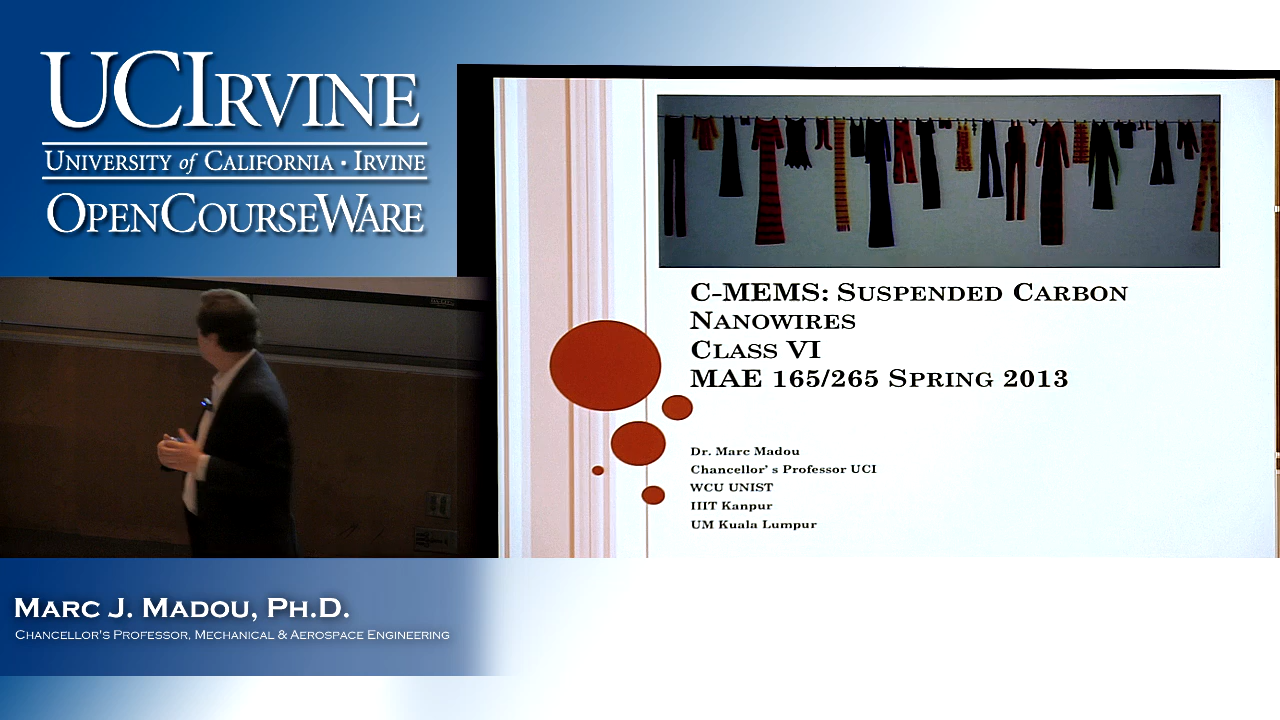 UCIRVINE
UNIVERSITY of CALIFORNIA · IRVINE
OPENCOURSEWARE
C-MEMS: SUSPENDED CARBON
NANOWIRES
CLASS VI
MAE 165/265 SPRING 2013
Dr. Marc Madou
Chancellor' s Professor UCI
WCU UNIST
IIIT Kanpur
UM Kuala Lumpur
MARC J. MADOU, PH.D.
CHANCELLOR'S PROFESSOR, MECHANICAL & AEROSPACE ENGINEERING